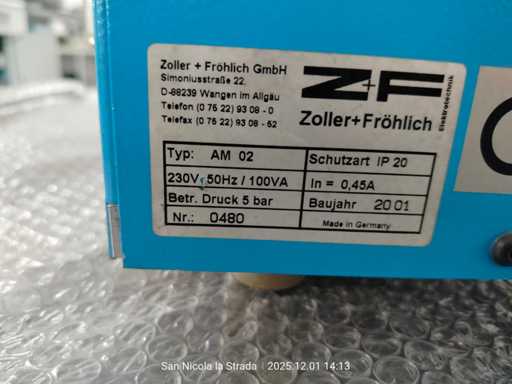 Zoller + Fröhlich GmbH
Simoniusstraße 22.
D-88239 Wangen im Allgäu
Telefon (0 75 22) 93 08 - 0
Telefax (0 75 22) 93 08 - 52
Z+F
Elektrotechnik
Zoller+Fröhlich
Typ: AM 02
Schutzart IP 20
230V, 50Hz / 100VA
In = 0,45A
Betr. Druck 5 bar
Baujahr 2001
Nr.: 0480
Made in Germany
San Nicola la Strada | 2025.12.01 14:13